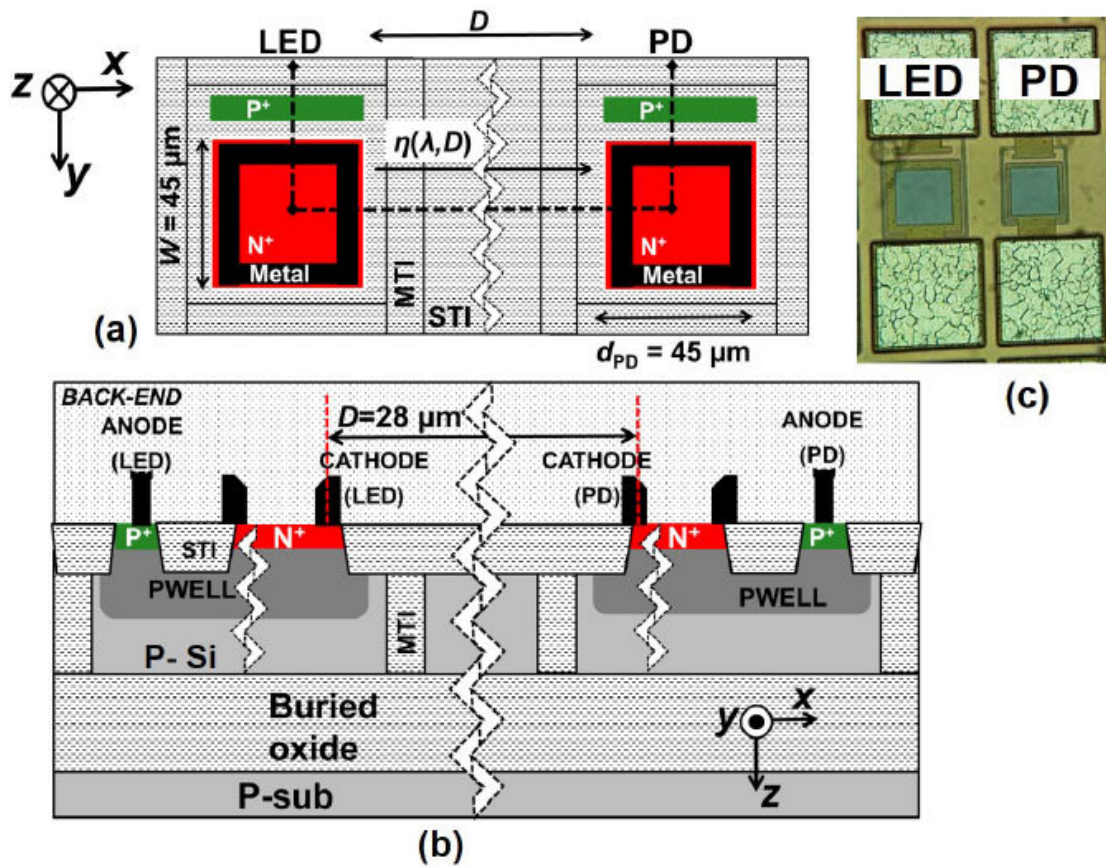 D
LED
PD
z
x
y
P⁺
P⁺
η(λ,D)
W = 45 μm
N⁺
Metal
N⁺
Metal
MTI
STI
d_PD = 45 μm
(a)
LED
PD
(c)
BACK-END
ANODE
(LED)
D=28 μm
CATHODE
(LED)
CATHODE
(PD)
ANODE
(PD)
P⁺
STI
N⁺
N⁺
P⁺
PWELL
PWELL
MTI
P- Si
Buried
oxide
y
x
z
P-sub
(b)